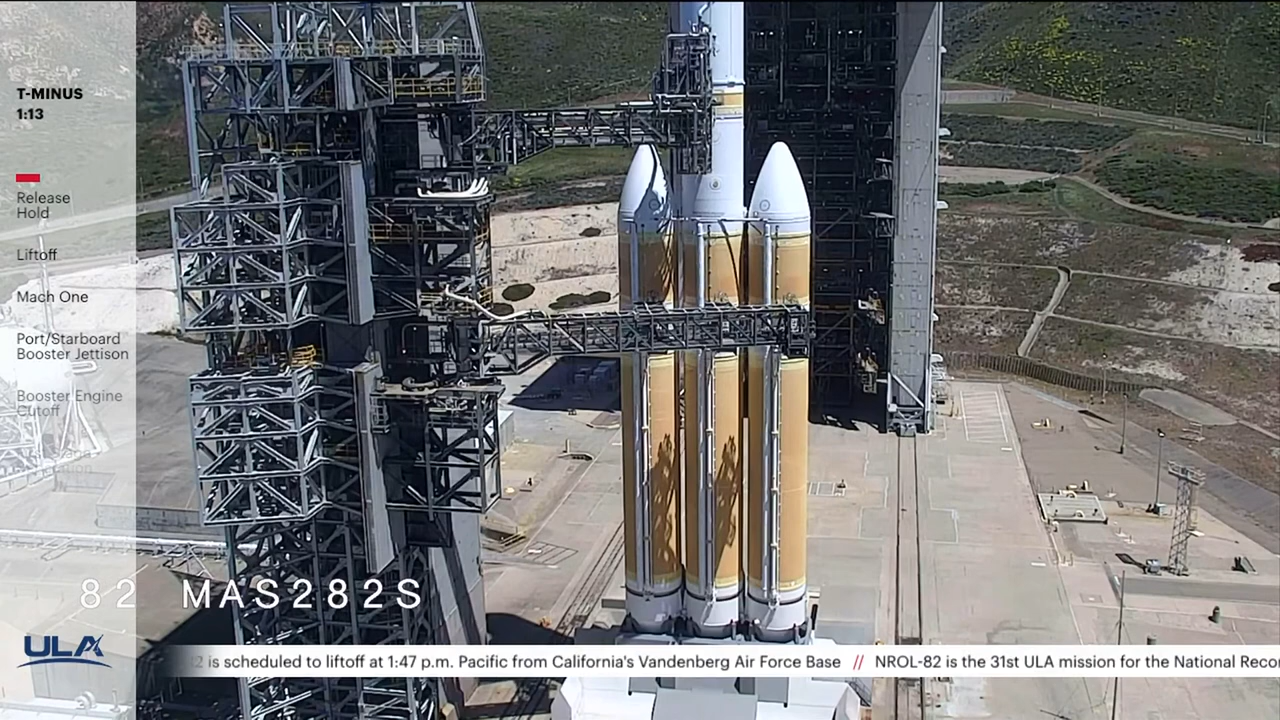 T-MINUS
1:13
Release
Hold
Liftoff
Mach One
Port/Starboard
Booster Jettison
Booster Engine
Cutoff
82 MAS282S
ULA
2 is scheduled to liftoff at 1:47 p.m. Pacific from California's Vandenberg Air Force Base // NROL-82 is the 31st ULA mission for the National Reco